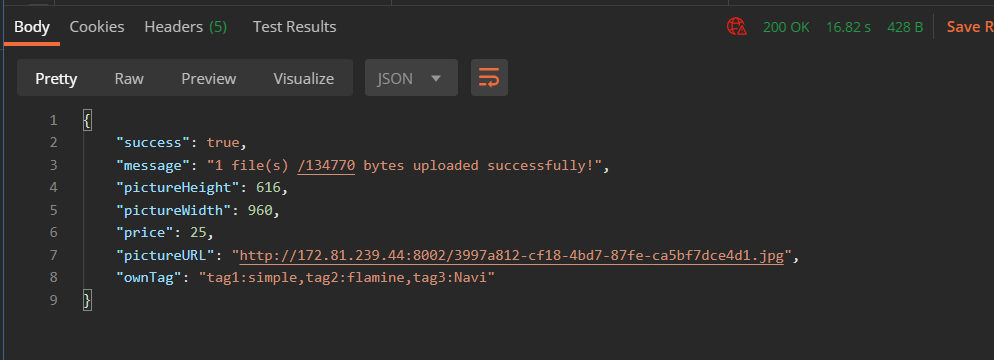 Body Cookies Headers (5) Test Results 200 OK 16.82 s 428 B Save R
Pretty Raw Preview Visualize JSON
1 {
2 "success": true,
3 "message": "1 file(s) /134770 bytes uploaded successfully!",
4 "pictureHeight": 616,
5 "pictureWidth": 960,
6 "price": 25,
7 "pictureURL": "http://172.81.239.44:8002/3997a812-cf18-4bd7-87fe-ca5bf7dce4d1.jpg",
8 "ownTag": "tag1:simple,tag2:flamine,tag3:Navi"
9 }